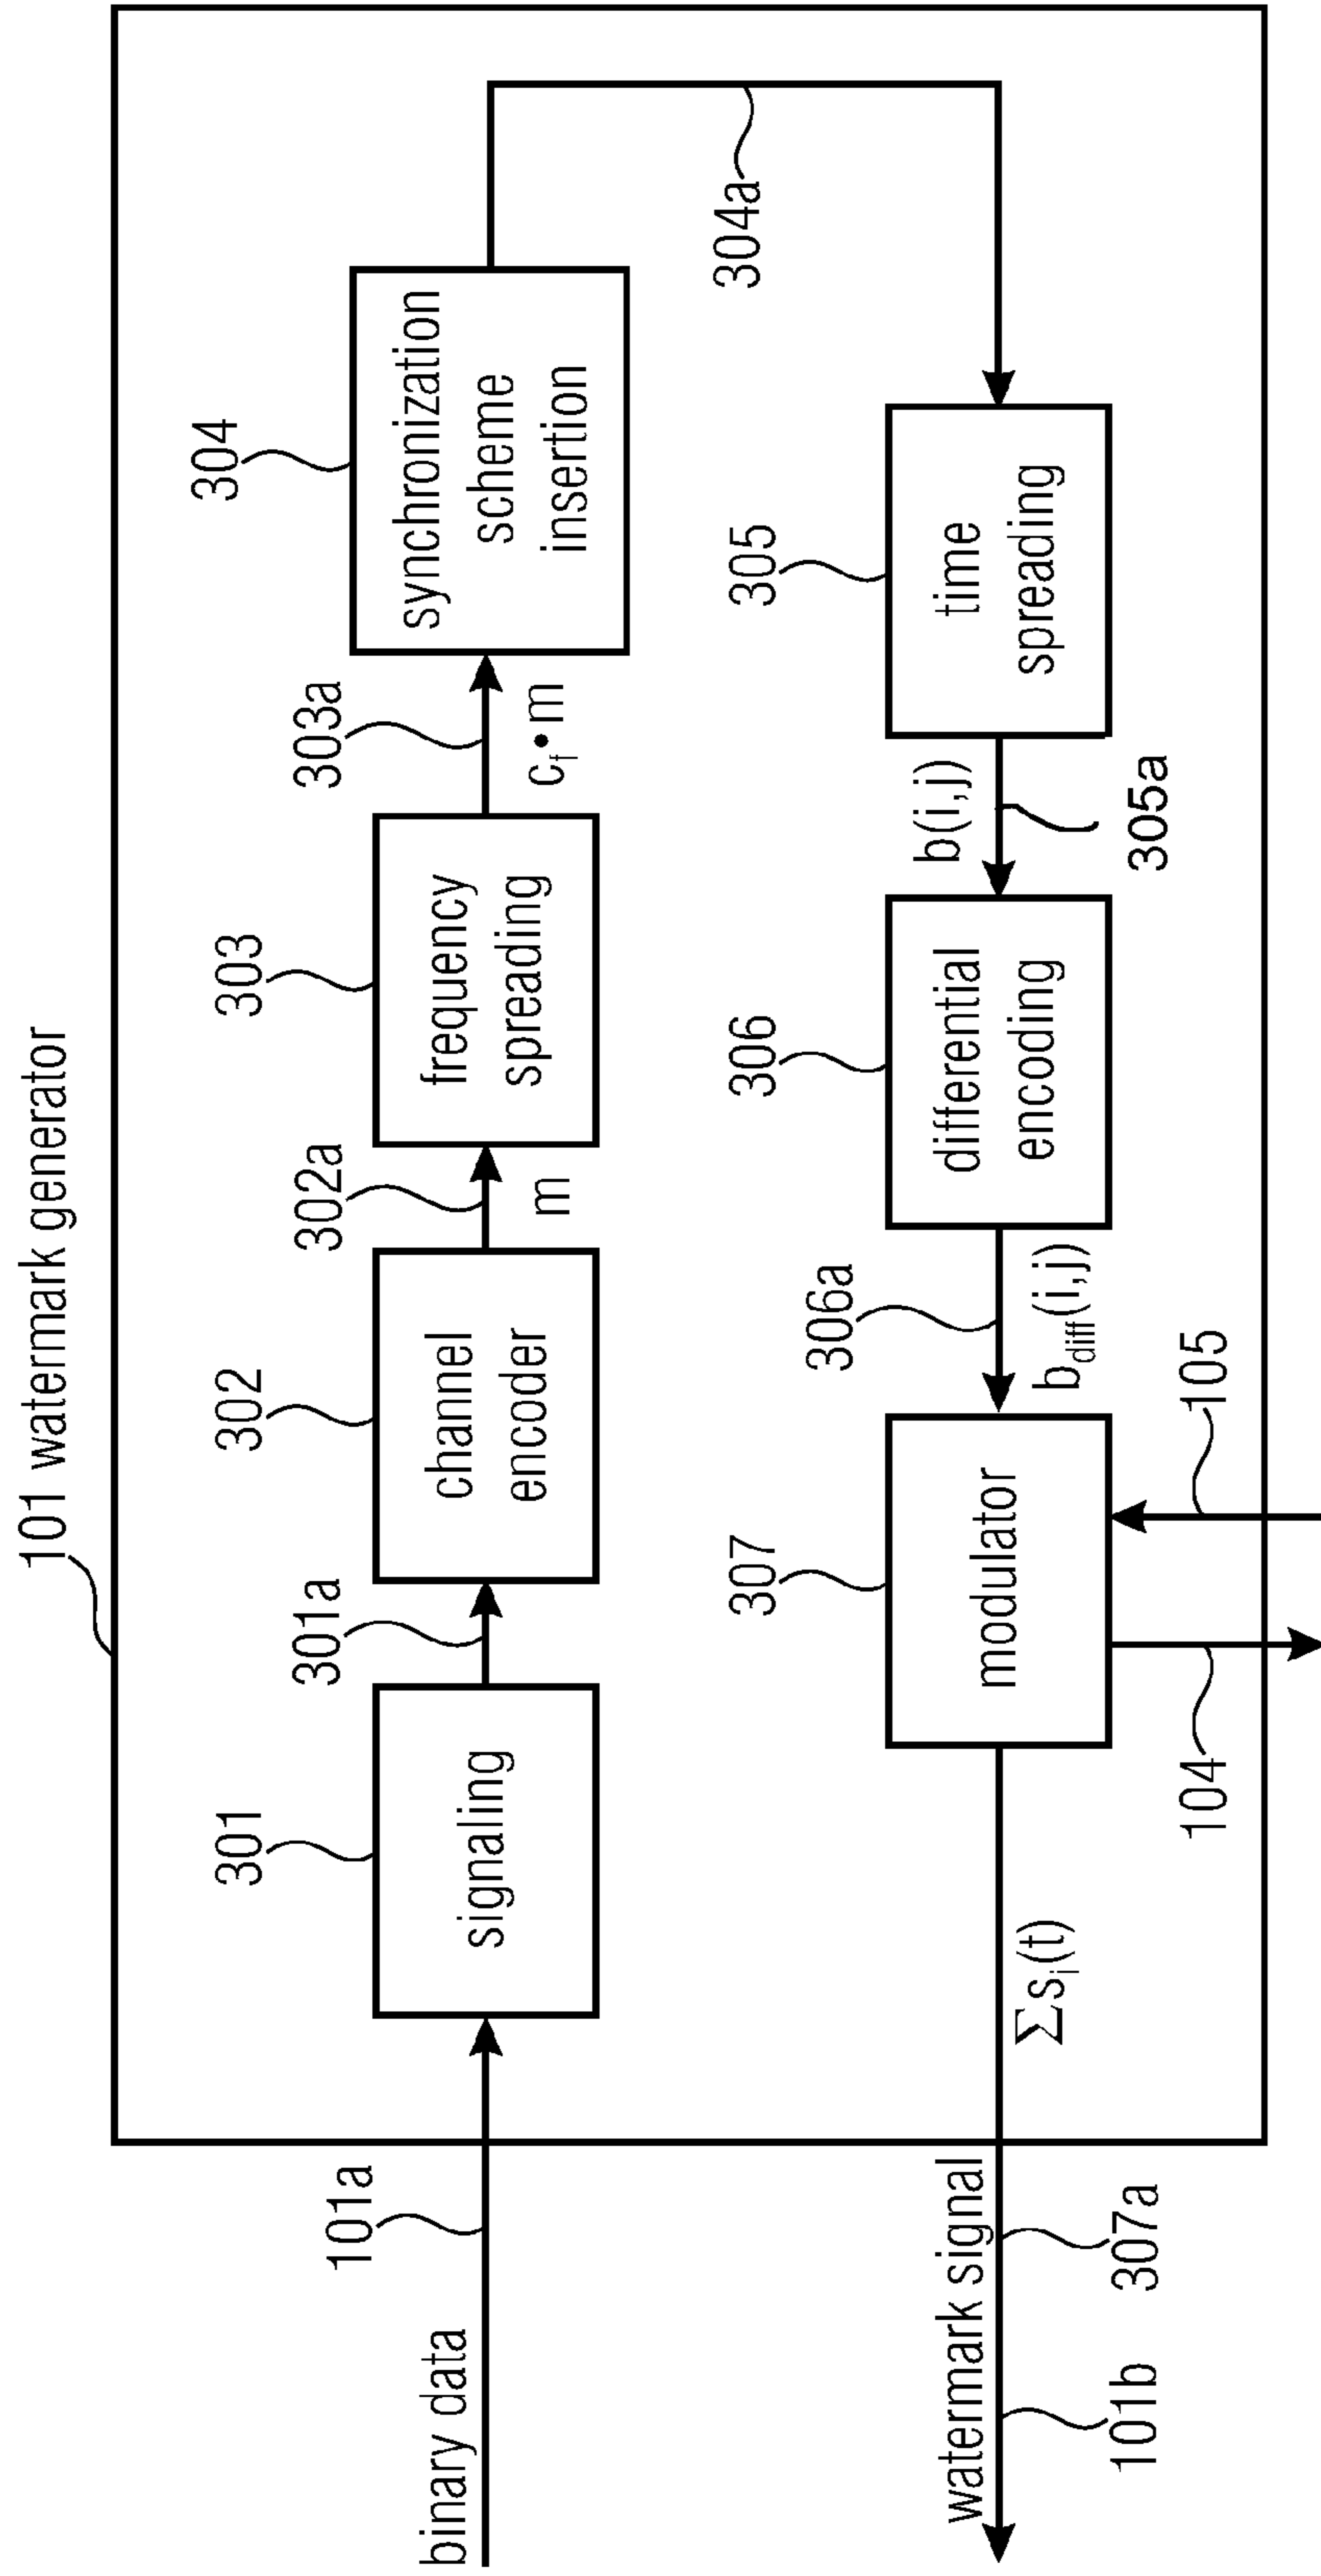 101 watermark generator
301
302
303
304
signaling
channel
encoder
frequency
spreading
synchronization
scheme
insertion
101a
301a
302a
303a
binary data
m
c_f • m
304a
307
306
305
306a
watermark signal
modulator
differential
encoding
b(i,j)
time
spreading
Σs_i(t)
b_diff(i,j)
101b
307a
305a
104
105